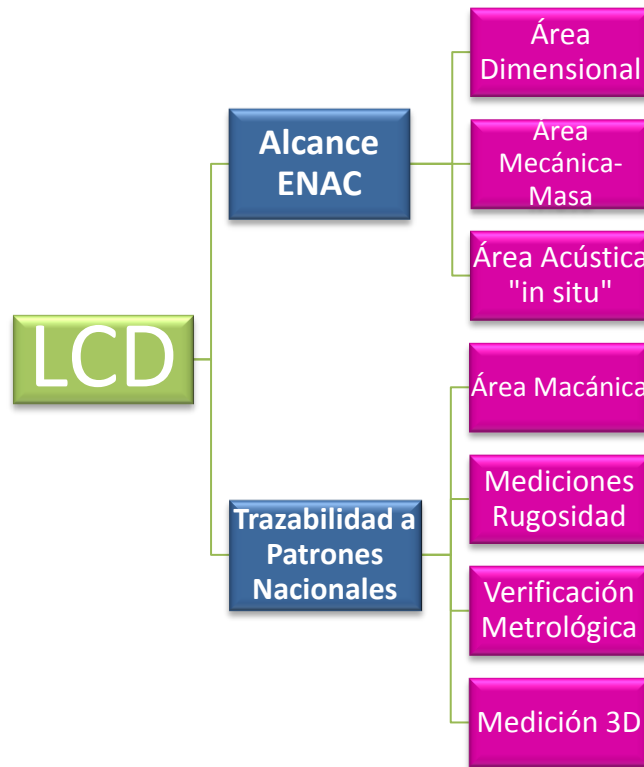 LCD
Alcance
ENAC
Área
Dimensional
Área
Mecánica-
Masa
Área Acústica
"in situ"
Trazabilidad a
Patrones
Nacionales
Área Macánica
Mediciones
Rugosidad
Verificación
Metrológica
Medición 3D